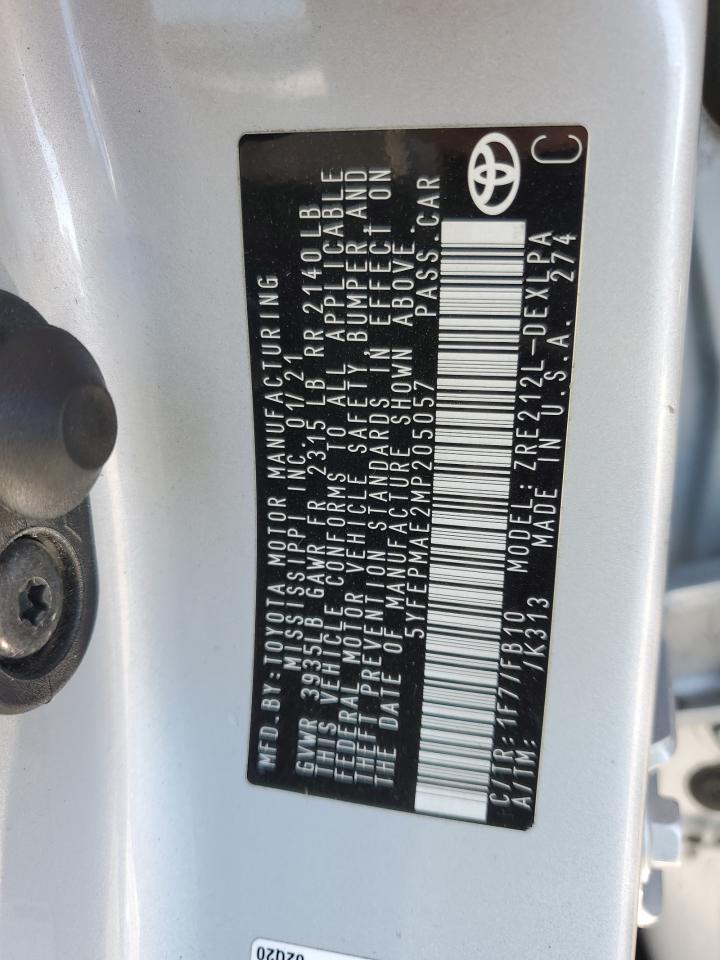 MFD.BY:TOYOTA MOTOR MANUFACTURING
MISSISSIPPI INC. 01/21
GVWR 3935LB GAWR FR 2315 LB RR 2140 LB
THIS VEHICLE CONFORMS TO ALL APPLICABLE
FEDERAL MOTOR VEHICLE SAFETY, BUMPER AND
THEFT PREVENTION STANDARDS IN EFFECT ON
THE DATE OF MANUFACTURE SHOWN ABOVE.
5YFEPMAE2MP205057 PASS.CAR
C/TR:1F7/FB10 MODEL:ZRE212L-DEXLPA
A/TM: /K313 MADE IN U.S.A. 274
C
02Q20